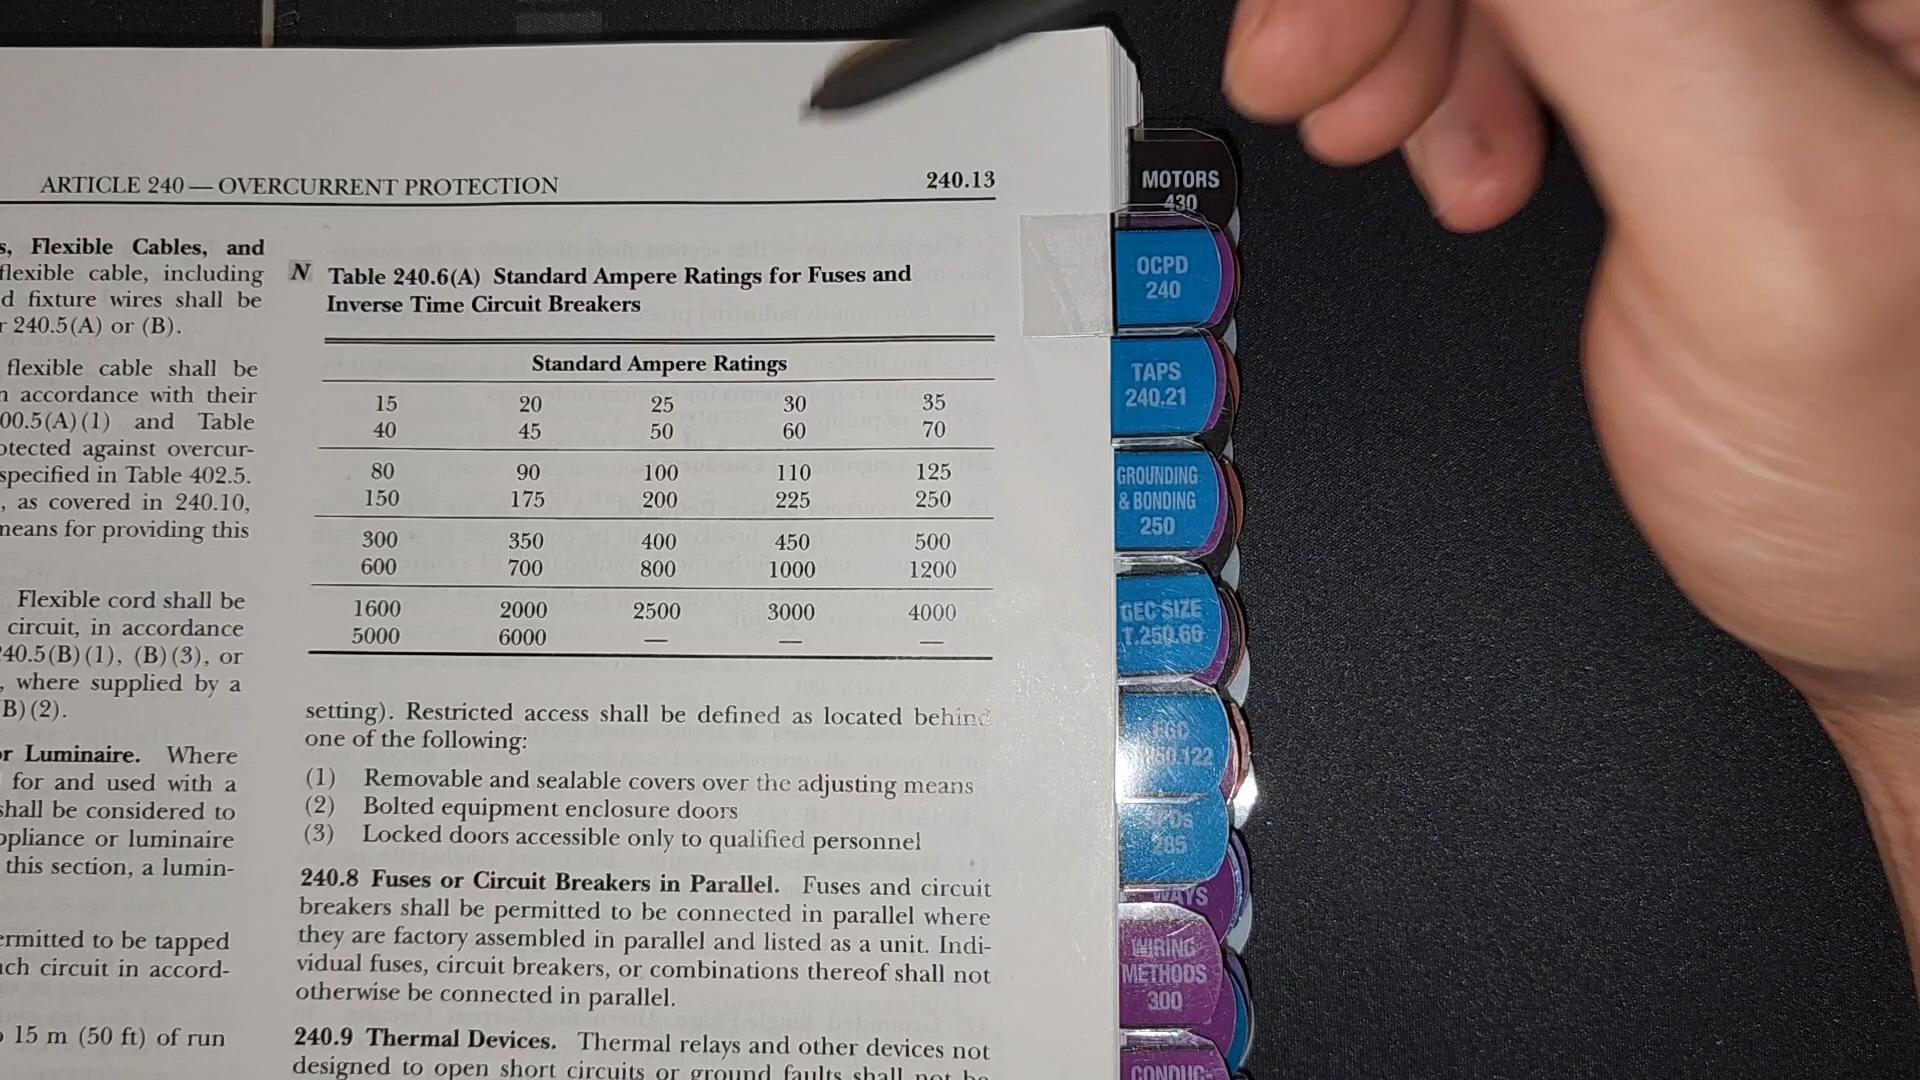 ARTICLE 240 — OVERCURRENT PROTECTION
240.13
s, Flexible Cables, and
flexible cable, including
d fixture wires shall be
r 240.5(A) or (B).
flexible cable shall be
n accordance with their
00.5(A)(1) and Table
otected against overcur-
specified in Table 402.5.
, as covered in 240.10,
means for providing this
Flexible cord shall be
circuit, in accordance
240.5(B)(1), (B)(3), or
, where supplied by a
B)(2).
or Luminaire. Where
for and used with a
shall be considered to
ppliance or luminaire
this section, a lumin-
ermitted to be tapped
ach circuit in accord-
15 m (50 ft) of run
N Table 240.6(A) Standard Ampere Ratings for Fuses and
Inverse Time Circuit Breakers
Standard Ampere Ratings
15 20 25 30 35
40 45 50 60 70
80 90 100 110 125
150 175 200 225 250
300 350 400 450 500
600 700 800 1000 1200
1600 2000 2500 3000 4000
5000 6000 — — —
setting). Restricted access shall be defined as located behind
one of the following:
(1) Removable and sealable covers over the adjusting means
(2) Bolted equipment enclosure doors
(3) Locked doors accessible only to qualified personnel
240.8 Fuses or Circuit Breakers in Parallel. Fuses and circuit
breakers shall be permitted to be connected in parallel where
they are factory assembled in parallel and listed as a unit. Indi-
vidual fuses, circuit breakers, or combinations thereof shall not
otherwise be connected in parallel.
240.9 Thermal Devices. Thermal relays and other devices not
designed to open short circuits or ground faults shall not be
MOTORS
430
OCPD
240
TAPS
240.21
GROUNDING
& BONDING
250
GEC SIZE
T.250.66
285
WAYS
WIRING
METHODS
300
CONDUC-